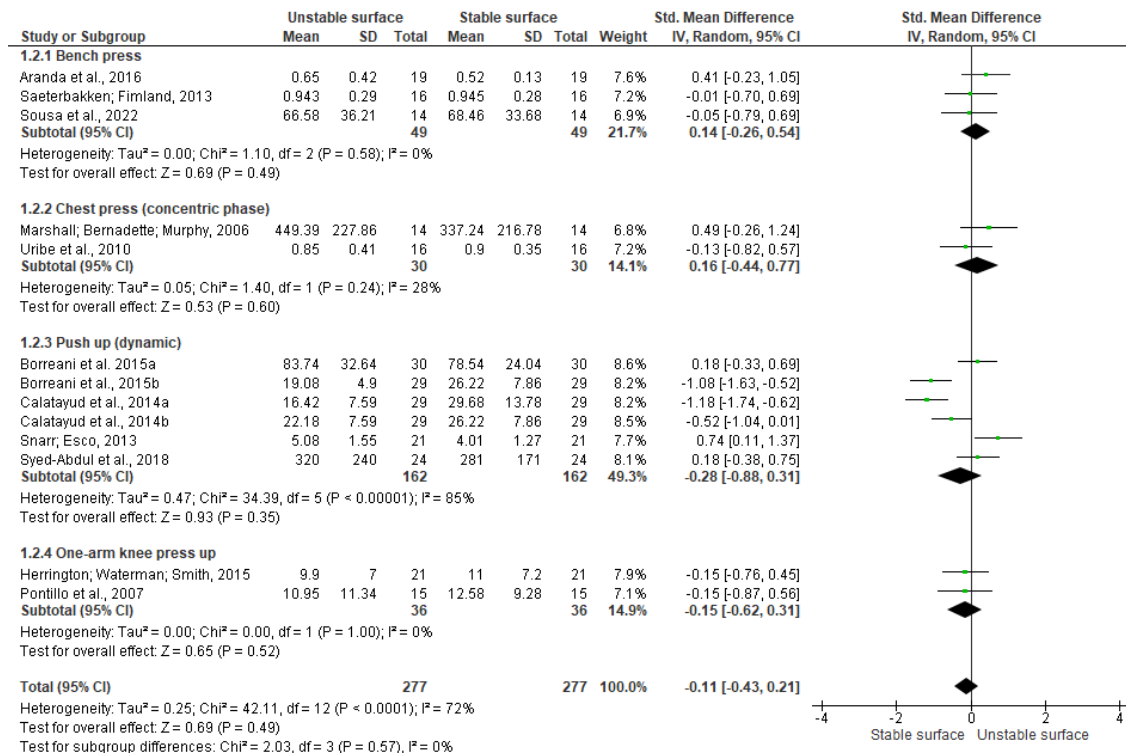 Unstable surface Stable surface Std. Mean Difference Std. Mean Difference
Study or Subgroup Mean SD Total Mean SD Total Weight IV, Random, 95% CI IV, Random, 95% CI
1.2.1 Bench press
Aranda et al., 2016 0.65 0.42 19 0.52 0.13 19 7.6% 0.41 [-0.23, 1.05]
Saeterbakken; Fimland, 2013 0.943 0.29 16 0.945 0.28 16 7.2% -0.01 [-0.70, 0.69]
Sousa et al., 2022 66.58 36.21 14 68.46 33.68 14 6.9% -0.05 [-0.79, 0.69]
Subtotal (95% CI) 49 49 21.7% 0.14 [-0.26, 0.54]
Heterogeneity: Tau² = 0.00; Chi² = 1.10, df = 2 (P = 0.58); I² = 0%
Test for overall effect: Z = 0.69 (P = 0.49)
1.2.2 Chest press (concentric phase)
Marshall; Bernadette; Murphy, 2006 449.39 227.86 14 337.24 216.78 14 6.8% 0.49 [-0.26, 1.24]
Uribe et al., 2010 0.85 0.41 16 0.9 0.35 16 7.2% -0.13 [-0.82, 0.57]
Subtotal (95% CI) 30 30 14.1% 0.16 [-0.44, 0.77]
Heterogeneity: Tau² = 0.05; Chi² = 1.40, df = 1 (P = 0.24); I² = 28%
Test for overall effect: Z = 0.53 (P = 0.60)
1.2.3 Push up (dynamic)
Borreani et al. 2015a 83.74 32.64 30 78.54 24.04 30 8.6% 0.18 [-0.33, 0.69]
Borreani et al., 2015b 19.08 4.9 29 26.22 7.86 29 8.2% -1.08 [-1.63, -0.52]
Calatayud et al., 2014a 16.42 7.59 29 29.68 13.78 29 8.2% -1.18 [-1.74, -0.62]
Calatayud et al., 2014b 22.18 7.59 29 26.22 7.86 29 8.5% -0.52 [-1.04, 0.01]
Snarr; Esco, 2013 5.08 1.55 21 4.01 1.27 21 7.7% 0.74 [0.11, 1.37]
Syed-Abdul et al., 2018 320 240 24 281 171 24 8.1% 0.18 [-0.38, 0.75]
Subtotal (95% CI) 162 162 49.3% -0.28 [-0.88, 0.31]
Heterogeneity: Tau² = 0.47; Chi² = 34.39, df = 5 (P < 0.00001); I² = 85%
Test for overall effect: Z = 0.93 (P = 0.35)
1.2.4 One-arm knee press up
Herrington; Waterman; Smith, 2015 9.9 7 21 11 7.2 21 7.9% -0.15 [-0.76, 0.45]
Pontillo et al., 2007 10.95 11.34 15 12.58 9.28 15 7.1% -0.15 [-0.87, 0.56]
Subtotal (95% CI) 36 36 14.9% -0.15 [-0.62, 0.31]
Heterogeneity: Tau² = 0.00; Chi² = 0.00, df = 1 (P = 1.00); I² = 0%
Test for overall effect: Z = 0.65 (P = 0.52)
Total (95% CI) 277 277 100.0% -0.11 [-0.43, 0.21]
Heterogeneity: Tau² = 0.25; Chi² = 42.11, df = 12 (P < 0.0001); I² = 72%
Test for overall effect: Z = 0.69 (P = 0.49)
Test for subgroup differences: Chi² = 2.03, df = 3 (P = 0.57), I² = 0%
-4 -2 0 2 4
Stable surface Unstable surface